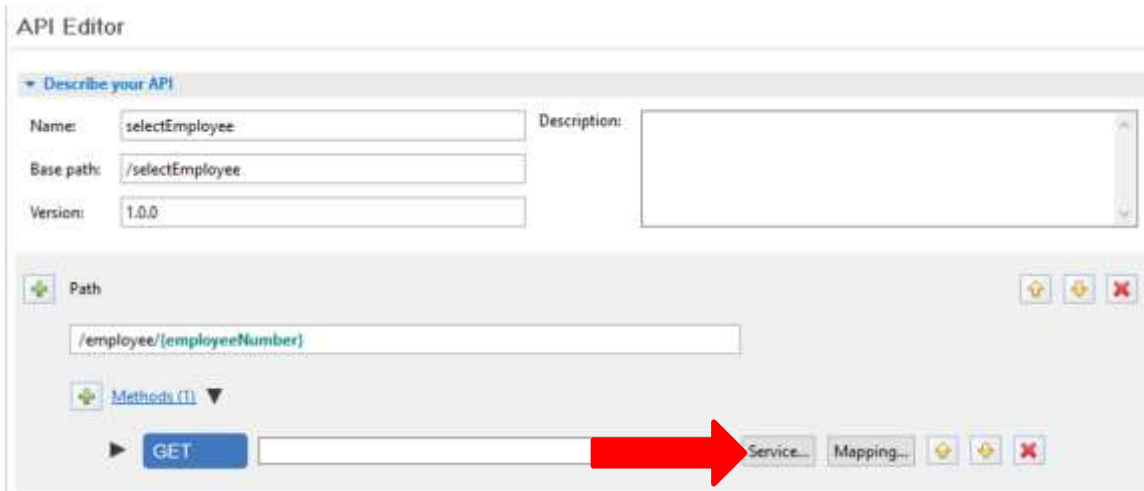 API Editor
Describe your API
Name: selectEmployee Description:
Base path: /selectEmployee
Version: 1.0.0
Path
/employee/{employeeNumber}
Methods (1)
GET Service... Mapping...